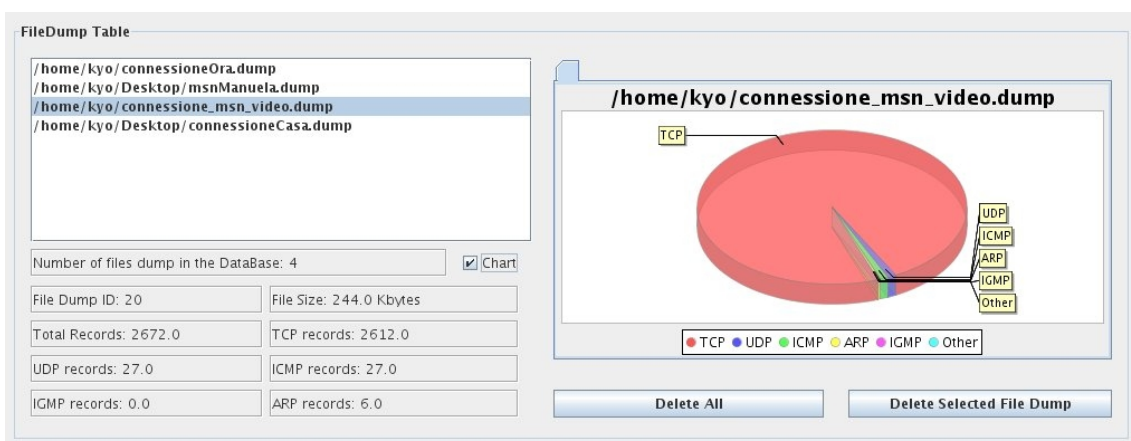 FileDump Table
/home/kyo/connessioneOra.dump
/home/kyo/Desktop/msnManuela.dump
/home/kyo/connessione_msn_video.dump
/home/kyo/Desktop/connessioneCasa.dump
Number of files dump in the DataBase: 4
Chart
File Dump ID: 20
File Size: 244.0 Kbytes
Total Records: 2672.0
TCP records: 2612.0
UDP records: 27.0
ICMP records: 27.0
IGMP records: 0.0
ARP records: 6.0
/home/kyo/connessione_msn_video.dump
TCP
UDP
ICMP
ARP
IGMP
Other
TCP UDP ICMP ARP IGMP Other
Delete All
Delete Selected File Dump